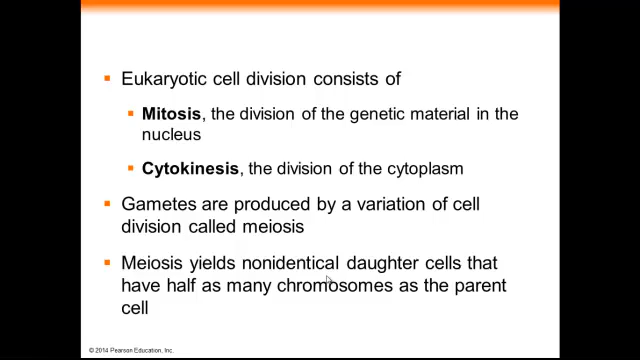 Eukaryotic cell division consists of
Mitosis, the division of the genetic material in the
nucleus
Cytokinesis, the division of the cytoplasm
Gametes are produced by a variation of cell
division called meiosis
Meiosis yields nonidentical daughter cells that
have half as many chromosomes as the parent
cell
© 2014 Pearson Education, Inc.